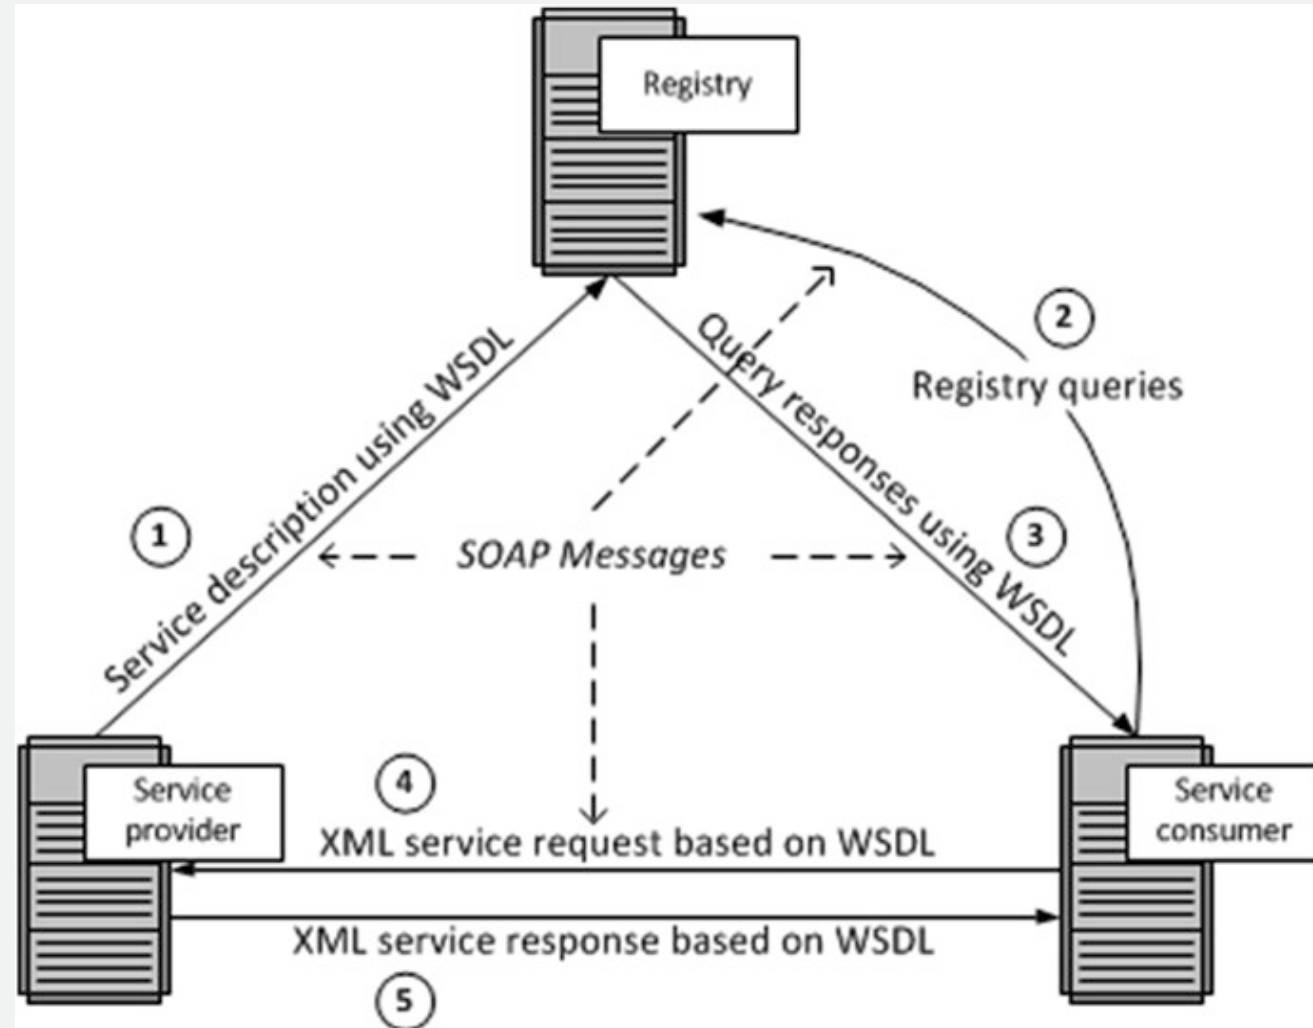 Registry
2
Registry queries
Query responses using WSDL
3
1
Service description using WSDL
SOAP Messages
4
Service
provider
XML service request based on WSDL
Service
consumer
XML service response based on WSDL
5